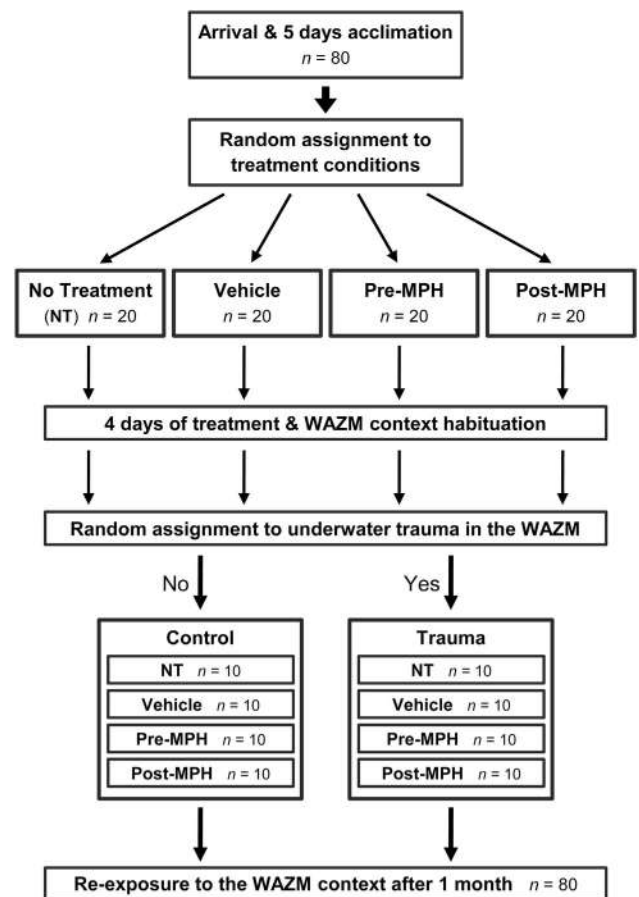 Arrival & 5 days acclimation
n = 80
Random assignment to
treatment conditions
No Treatment
(NT) n = 20
Vehicle
n = 20
Pre-MPH
n = 20
Post-MPH
n = 20
4 days of treatment & WAZM context habituation
Random assignment to underwater trauma in the WAZM
No
Yes
Control
NT n = 10
Vehicle n = 10
Pre-MPH n = 10
Post-MPH n = 10
Trauma
NT n = 10
Vehicle n = 10
Pre-MPH n = 10
Post-MPH n = 10
Re-exposure to the WAZM context after 1 month n = 80